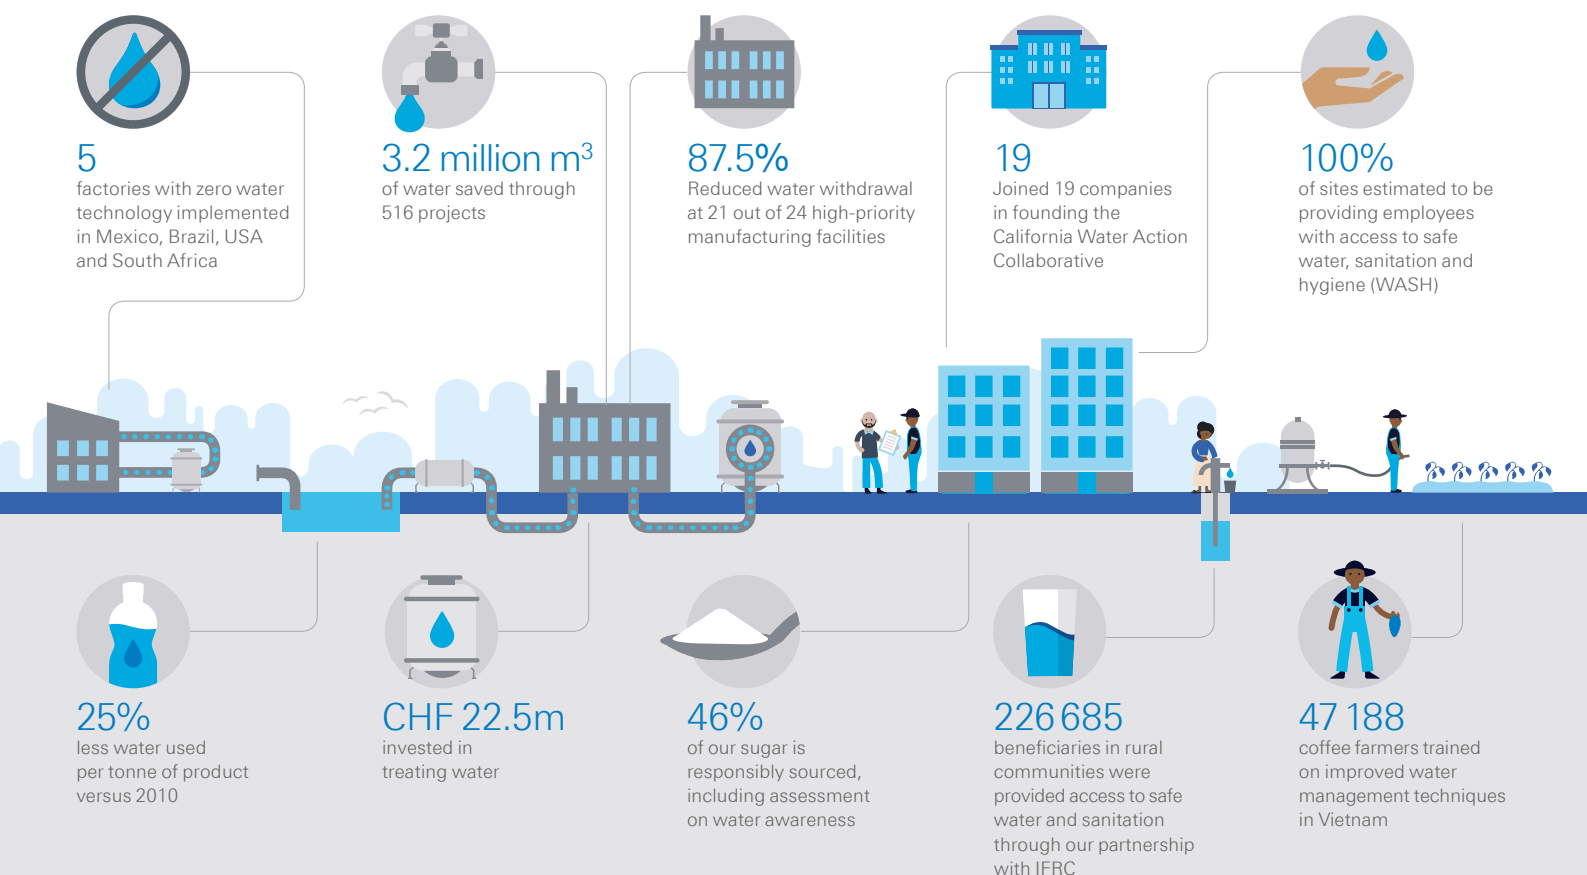 5
factories with zero water
technology implemented
in Mexico, Brazil, USA
and South Africa
3.2 million m³
of water saved through
516 projects
87.5%
Reduced water withdrawal
at 21 out of 24 high-priority
manufacturing facilities
19
Joined 19 companies
in founding the
California Water Action
Collaborative
100%
of sites estimated to be
providing employees
with access to safe
water, sanitation and
hygiene (WASH)
25%
less water used
per tonne of product
versus 2010
CHF 22.5m
invested in
treating water
46%
of our sugar is
responsibly sourced,
including assessment
on water awareness
226 685
beneficiaries in rural
communities were
provided access to safe
water and sanitation
through our partnership
with IFRC
47 188
coffee farmers trained
on improved water
management techniques
in Vietnam